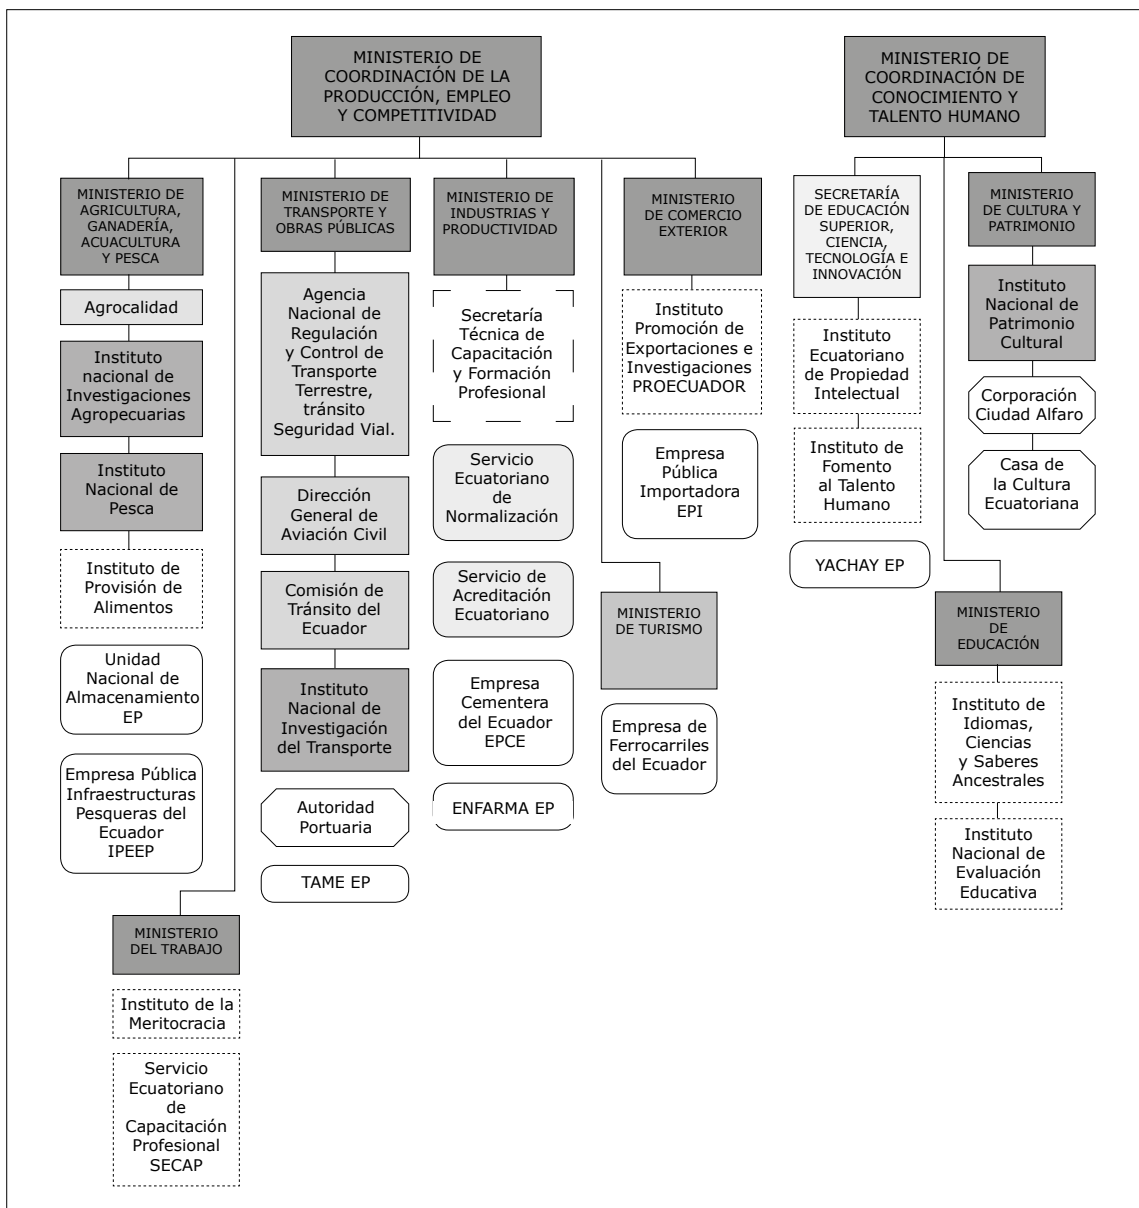 MINISTERIO DE
COORDINACIÓN DE LA
PRODUCCIÓN, EMPLEO
Y COMPETITIVIDAD
MINISTERIO DE
COORDINACIÓN DE
CONOCIMIENTO Y
TALENTO HUMANO
MINISTERIO DE
AGRICULTURA,
GANADERÍA,
ACUACULTURA
Y PESCA
Agrocalidad
Instituto
nacional de
Investigaciones
Agropecuarias
Instituto
Nacional de
Pesca
Instituto de
Provisión de
Alimentos
Unidad
Nacional de
Almacenamiento
EP
Empresa Pública
Infraestructuras
Pesqueras del
Ecuador
IPEEP
MINISTERIO
DEL TRABAJO
Instituto de la
Meritocracia
Servicio
Ecuatoriano
de
Capacitación
Profesional
SECAP
MINISTERIO DE
TRANSPORTE Y
OBRAS PÚBLICAS
Agencia
Nacional de
Regulación
y Control de
Transporte
Terrestre,
tránsito
Seguridad Vial.
Dirección
General de
Aviación Civil
Comisión de
Tránsito del
Ecuador
Instituto
Nacional de
Investigación
del Transporte
Autoridad
Portuaria
TAME EP
MINISTERIO DE
INDUSTRIAS Y
PRODUCTIVIDAD
Secretaría
Técnica de
Capacitación
y Formación
Profesional
Servicio
Ecuatoriano
de
Normalización
Servicio de
Acreditación
Ecuatoriano
Empresa
Cementera
del Ecuador
EPCE
ENFARMA EP
MINISTERIO
DE COMERCIO
EXTERIOR
Instituto
Promoción de
Exportaciones e
Investigaciones
PROECUADOR
Empresa
Pública
Importadora
EPI
MINISTERIO
DE TURISMO
Empresa de
Ferrocarriles
del Ecuador
SECRETARÍA
DE EDUCACIÓN
SUPERIOR,
CIENCIA,
TECNOLOGÍA E
INNOVACIÓN
Instituto
Ecuatoriano
de Propiedad
Intelectual
Instituto de
Fomento
al Talento
Humano
YACHAY EP
MINISTERIO
DE CULTURA Y
PATRIMONIO
Instituto
Nacional de
Patrimonio
Cultural
Corporación
Ciudad Alfaro
Casa de
la Cultura
Ecuatoriana
MINISTERIO
DE
EDUCACIÓN
Instituto de
Idiomas,
Ciencias
y Saberes
Ancestrales
Instituto
Nacional de
Evaluación
Educativa